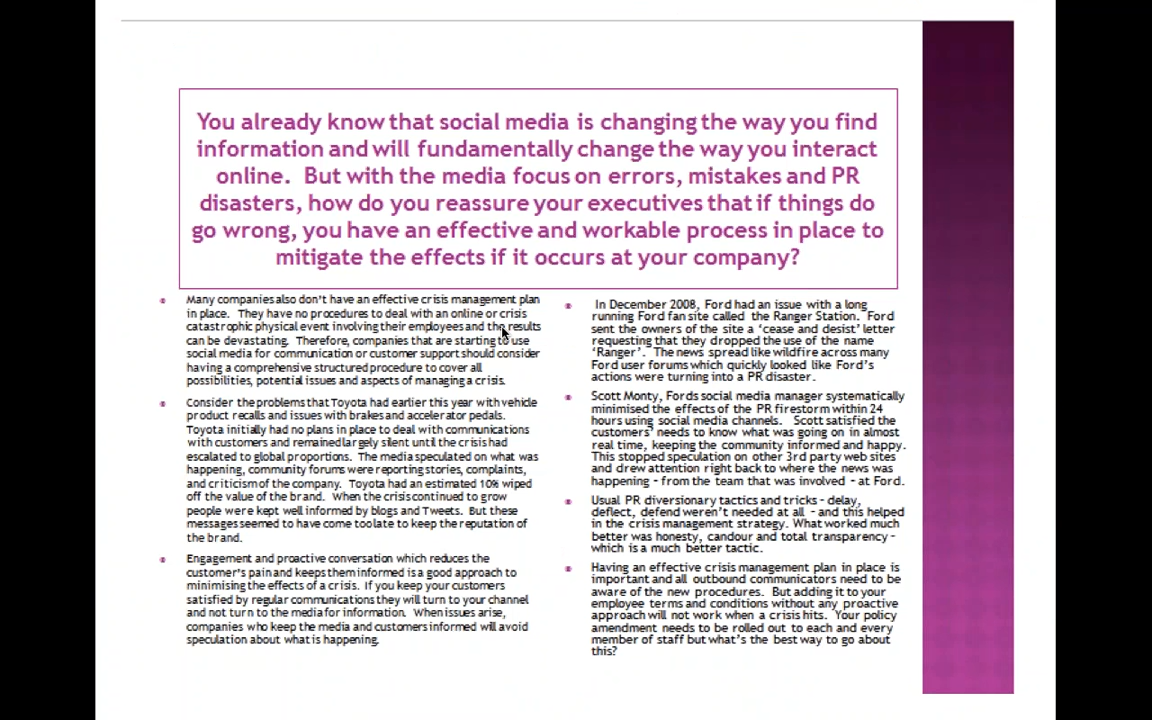 You already know that social media is changing the way you find
information and will fundamentally change the way you interact
online. But with the media focus on errors, mistakes and PR
disasters, how do you reassure your executives that if things do
go wrong, you have an effective and workable process in place to
mitigate the effects if it occurs at your company?
Many companies also don't have an effective crisis management plan
in place. They have no procedures to deal with an online or crisis
catastrophic physical event involving their employees and the results
can be devastating. Therefore, companies that are starting to use
social media for communication or customer support should consider
having a comprehensive structured procedure to cover all
possibilities, potential issues and aspects of managing a crisis.
Consider the problems that Toyota had earlier this year with vehicle
product recalls and issues with brakes and accelerator pedals.
Toyota initially had no plans in place to deal with communications
with customers and remained largely silent until the crisis had
escalated to global proportions. The media speculated on what was
happening, community forums were reporting stories, complaints,
and criticism of the company. Toyota had an estimated 10% wiped
off the value of the brand. When the crisis continued to grow
people were kept well informed by blogs and Tweets. But these
messages seemed to have come too late to keep the reputation of
the brand.
Engagement and proactive conversation which reduces the
customer's pain and keeps them informed is a good approach to
minimising the effects of a crisis. If you keep your customers
satisfied by regular communications they will turn to your channel
and not turn to the media for information. When issues arise,
companies who keep the media and customers informed will avoid
speculation about what is happening.
In December 2008, Ford had an issue with a long
running Ford fan site called the Ranger Station. Ford
sent the owners of the site a 'cease and desist' letter
requesting that they dropped the use of the name
'Ranger'. The news spread like wildfire across many
Ford user forums which quickly looked like Ford's
actions were turning into a PR disaster.
Scott Monty, Fords social media manager systematically
minimised the effects of the PR firestorm within 24
hours using social media channels. Scott satisfied the
customers' needs to know what was going on in almost
real time, keeping the community informed and happy.
This stopped speculation on other 3rd party web sites
and drew attention right back to where the news was
happening - from the team that was involved - at Ford.
Usual PR diversionary tactics and tricks - delay,
deflect, defend weren't needed at all - and this helped
in the crisis management strategy. What worked much
better was honesty, candour and total transparency -
which is a much better tactic.
Having an effective crisis management plan in place is
important and all outbound communicators need to be
aware of the new procedures. But adding it to your
employee terms and conditions without any proactive
approach will not work when a crisis hits. Your policy
amendment needs to be rolled out to each and every
member of staff but what's the best way to go about
this?